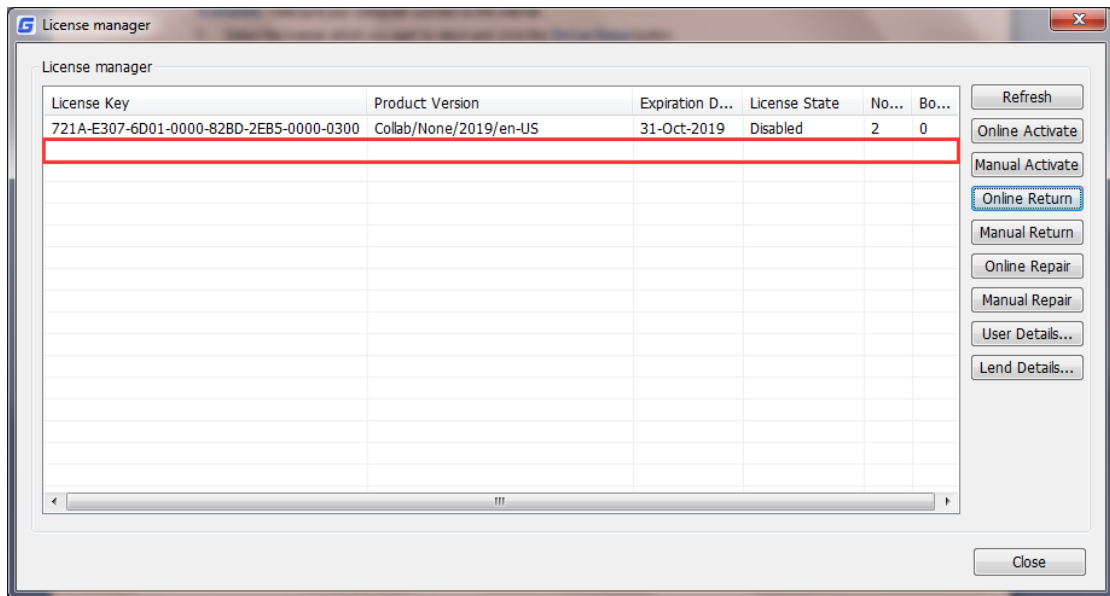 License manager
License manager
License Key Product Version Expiration D... License State No... Bo...
721A-E307-6D01-0000-82BD-2EB5-0000-0300 Collab/None/2019/en-US 31-Oct-2019 Disabled 2 0
Refresh
Online Activate
Manual Activate
Online Return
Manual Return
Online Repair
Manual Repair
User Details...
Lend Details...
Close